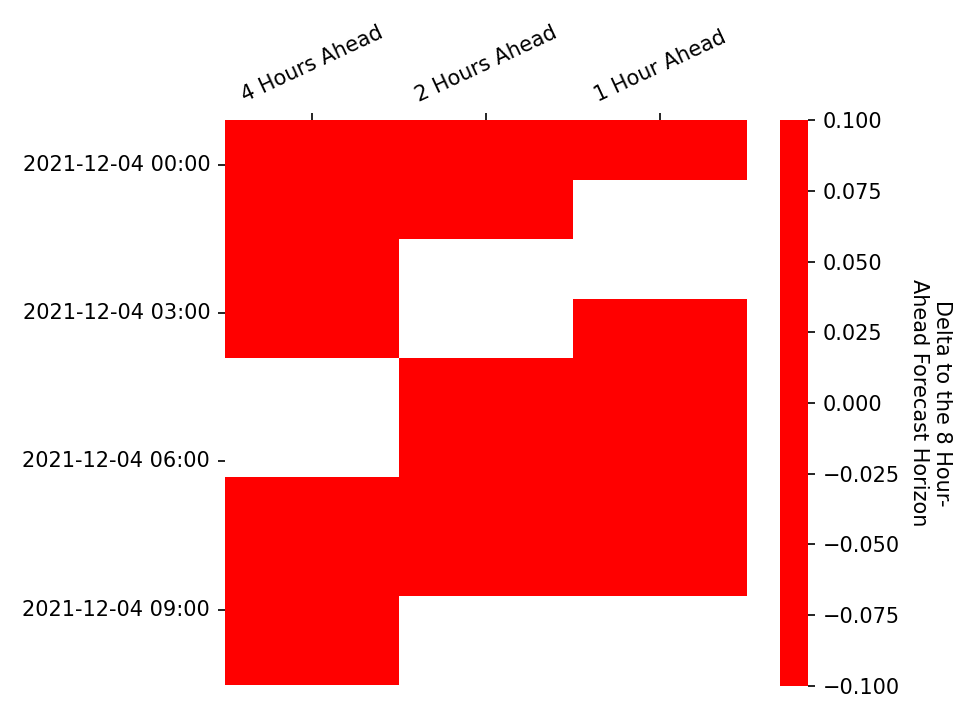 4 Hours Ahead
2 Hours Ahead
1 Hour Ahead
2021-12-04 00:00
2021-12-04 03:00
2021-12-04 06:00
2021-12-04 09:00
0.100
0.075
0.050
0.025
0.000
−0.025
−0.050
−0.075
−0.100
Delta to the 8 Hour-
Ahead Forecast Horizon